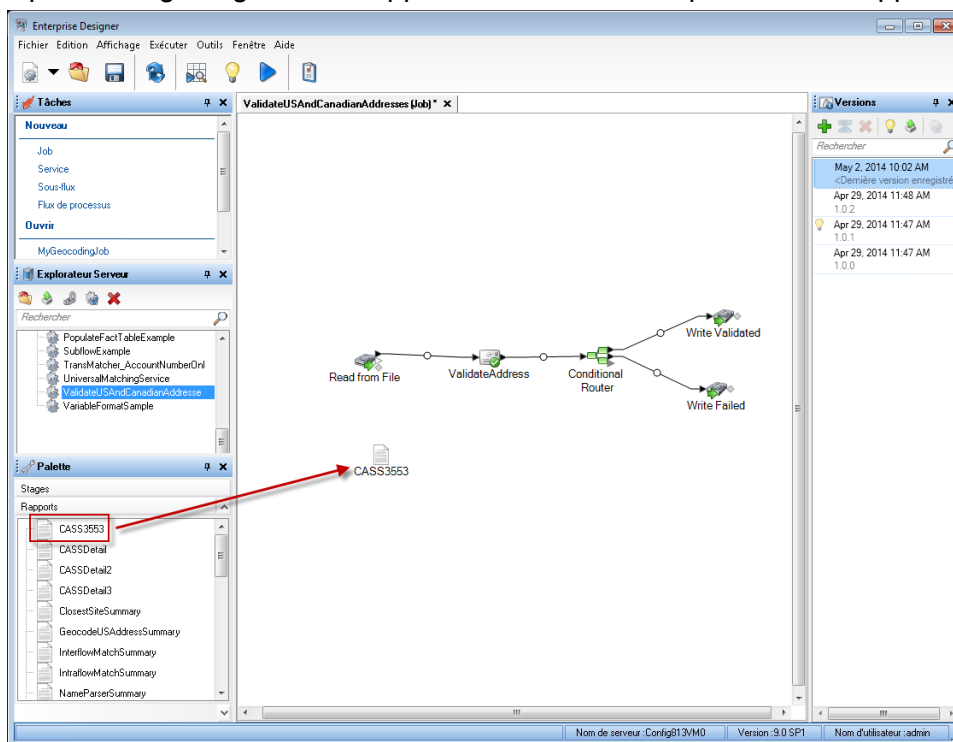 Enterprise Designer
Fichier Edition Affichage Exécuter Outils Fenêtre Aide
Tâches
Nouveau
Job
Service
Sous-flux
Flux de processus
Ouvrir
MyGeocodingJob
Explorateur Serveur
Rechercher
PopulateFactTableExample
SubflowExample
TransMatcher_AccountNumberOnl
UniversalMatchingService
ValidateUSAndCanadianAddresse
VariableFormatSample
Palette
Stages
Rapports
CASS3553
CASSDetail
CASSDetail2
CASSDetail3
ClosestSiteSummary
GeocodeUSAddressSummary
InterflowMatchSummary
IntraflowMatchSummary
NameParserSummary
ValidateUSAndCanadianAddresses (Job) *
Read from File
ValidateAddress
Conditional
Router
Write Validated
Write Failed
CASS3553
Versions
Rechercher
May 2, 2014 10:02 AM
<Dernière version enregistré
Apr 29, 2014 11:48 AM
1.0.2
Apr 29, 2014 11:47 AM
1.0.1
Apr 29, 2014 11:47 AM
1.0.0
Nom de serveur :Config813VM0 Version :9.0 SP1 Nom d'utilisateur :admin